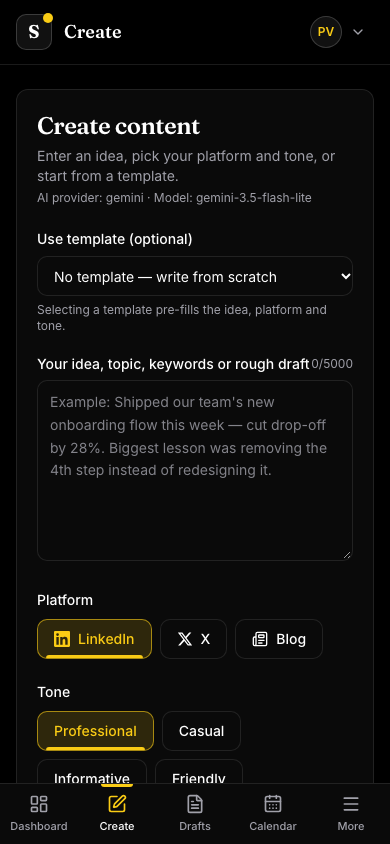 S Create PV
Create content
Enter an idea, pick your platform and tone, or
start from a template.
AI provider: gemini · Model: gemini-3.5-flash-lite
Use template (optional)
No template — write from scratch
Selecting a template pre-fills the idea, platform and
tone.
Your idea, topic, keywords or rough draft 0/5000
Example: Shipped our team's new
onboarding flow this week — cut drop-off
by 28%. Biggest lesson was removing the
4th step instead of redesigning it.
Platform
LinkedIn X Blog
Tone
Professional Casual
Informative Friendly
Dashboard Create Drafts Calendar More